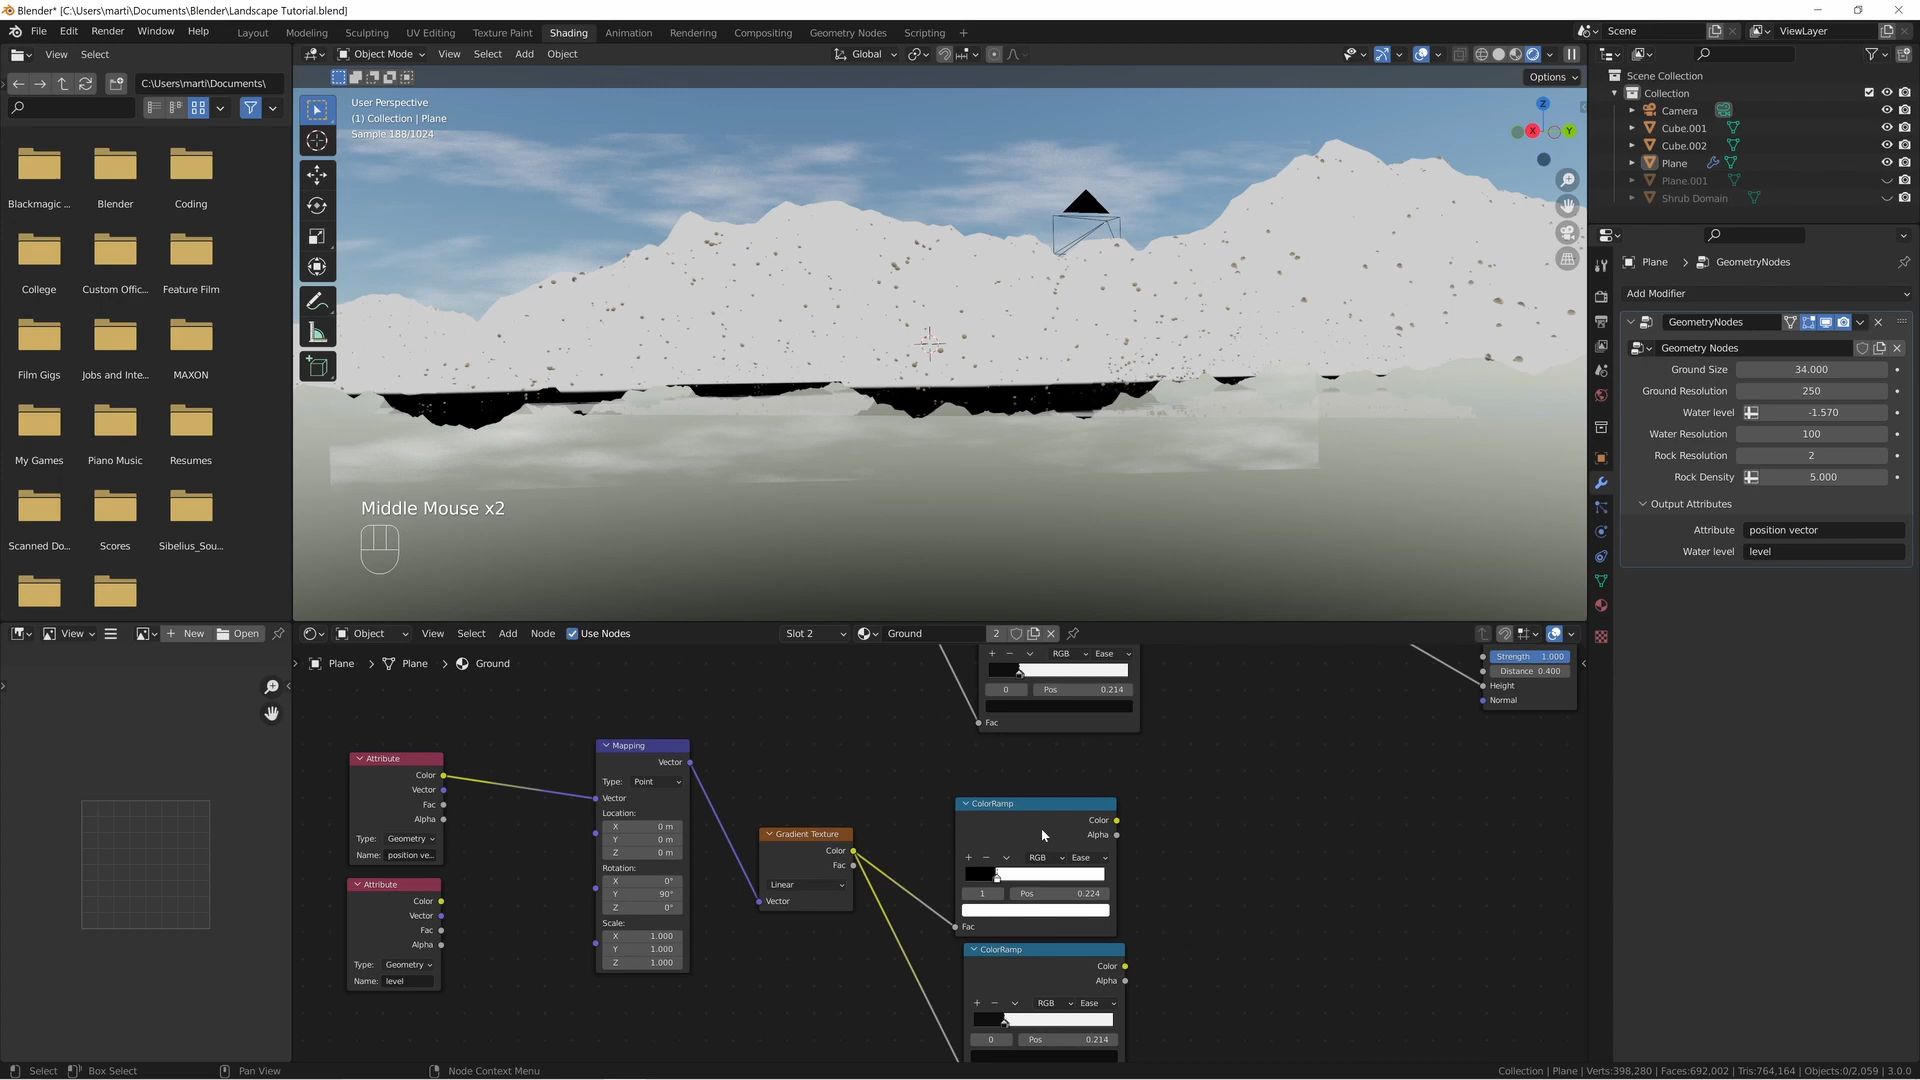 Blender* [C:\Users\marti\Documents\Blender\Landscape Tutorial.blend]
File Edit Render Window Help
Layout Modeling Sculpting UV Editing Texture Paint Shading Animation Rendering Compositing Geometry Nodes Scripting +
Scene
ViewLayer
View Select
Object Mode View Select Add Object
Global
Options
C:\Users\marti\Documents\
Blackmagic ...
Blender
Coding
College
Custom Offic...
Feature Film
Film Gigs
Jobs and Inte...
MAXON
My Games
Piano Music
Resumes
Scanned Do...
Scores
Sibelius_Sou...
User Perspective
(1) Collection | Plane
Sample 188/1024
Z
X
Y
Middle Mouse x2
Scene Collection
Collection
Camera
Cube.001
Cube.002
Plane
Plane.001
Shrub Domain
Plane > GeometryNodes
Add Modifier
GeometryNodes
Geometry Nodes
Ground Size 34.000
Ground Resolution 250
Water level -1.570
Water Resolution 100
Rock Resolution 2
Rock Density 5.000
Output Attributes
Attribute position vector
Water level level
View
New
Open
Object View Select Add Node Use Nodes
Slot 2
Ground 2
Plane > Plane > Ground
RGB Ease
0 Pos 0.214
Fac
Strength 1.000
Distance 0.400
Height
Normal
Attribute
Color
Vector
Fac
Alpha
Type: Geometry
Name: position ve...
Attribute
Color
Vector
Fac
Alpha
Type: Geometry
Name: level
Mapping
Vector
Type: Point
Vector
Location:
X 0 m
Y 0 m
Z 0 m
Rotation:
X 0°
Y 90°
Z 0°
Scale:
X 1.000
Y 1.000
Z 1.000
Gradient Texture
Color
Fac
Linear
Vector
ColorRamp
Color
Alpha
RGB Ease
1 Pos 0.224
Fac
ColorRamp
Color
Alpha
RGB Ease
0 Pos 0.214
Select
Box Select
Pan View
Node Context Menu
Collection | Plane | Verts:398,280 | Faces:692,002 | Tris:764,164 | Objects:0/2,059 | 3.0.0